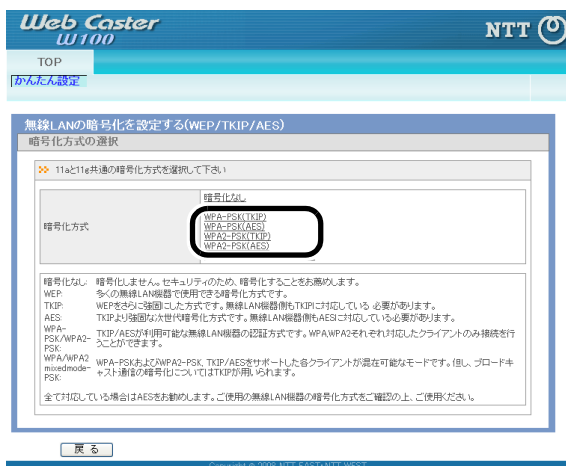 Web Caster
W100
NTT
TOP
かんたん設定
無線LANの暗号化を設定する(WEP/TKIP/AES)
暗号化方式の選択
11aと11g共通の暗号化方式を選択して下さい
暗号化方式
暗号化なし
WPA-PSK(TKIP)
WPA-PSK(AES)
WPA2-PSK(TKIP)
WPA2-PSK(AES)
暗号化なし: 暗号化しません。セキュリティのため、暗号化することをお薦めします。
WEP: 多くの無線LAN機器で使用できる暗号化方式です。
TKIP: WEPをさらに強固にした方式です。無線LAN機器側もTKIPに対応している 必要があります。
AES: TKIPより強固な次世代暗号化方式です。無線LAN機器側もAESに対応している必要があります。
WPA-PSK/WPA2-PSK: TKIP/AESが利用可能な無線LAN機器の認証方式です。WPA,WPA2それぞれ対応したクライアントのみ接続を行
うことができます。
WPA/WPA2 mixedmode-PSK: WPA-PSKおよびWPA2-PSK, TKIP/AESをサポートした各クライアントが混在可能なモードです。但し、ブロードキ
ャスト通信の暗号化についてはTKIPが用いられます。
全て対応している場合はAESをお勧めします。ご使用の無線LAN機器の暗号化方式をご確認の上、ご使用ください。
戻る
Copyright © 2006 NTT EAST・NTT WEST